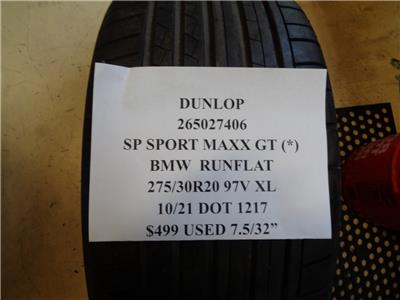 DUNLOP
265027406
SP SPORT MAXX GT (*)
BMW RUNFLAT
275/30R20 97V XL
10/21 DOT 1217
$499 USED 7.5/32”